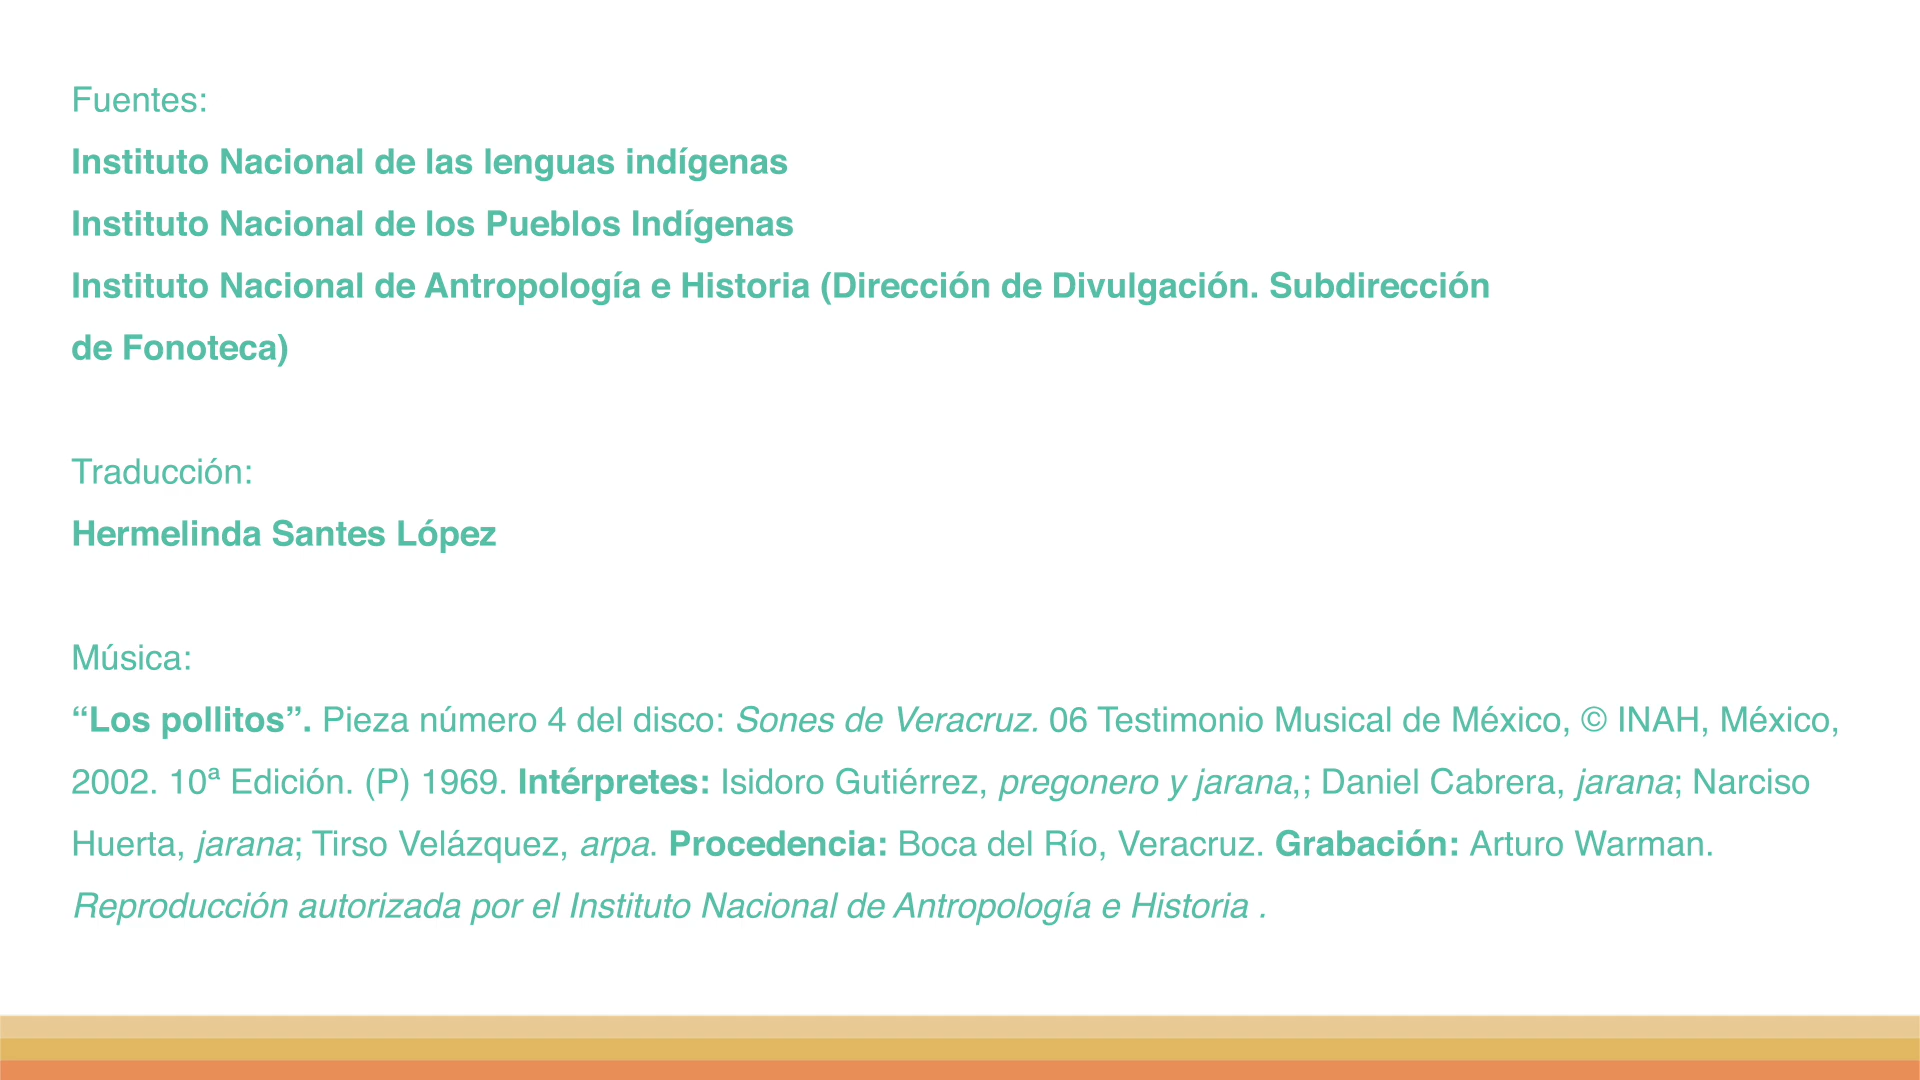 Fuentes:
Instituto Nacional de las lenguas indígenas
Instituto Nacional de los Pueblos Indígenas
Instituto Nacional de Antropología e Historia (Dirección de Divulgación. Subdirección
de Fonoteca)
Traducción:
Hermelinda Santes López
Música:
“Los pollitos”. Pieza número 4 del disco: Sones de Veracruz. 06 Testimonio Musical de México, © INAH, México,
2002. 10ª Edición. (P) 1969. Intérpretes: Isidoro Gutiérrez, pregonero y jarana,; Daniel Cabrera, jarana; Narciso
Huerta, jarana; Tirso Velázquez, arpa. Procedencia: Boca del Río, Veracruz. Grabación: Arturo Warman.
Reproducción autorizada por el Instituto Nacional de Antropología e Historia .